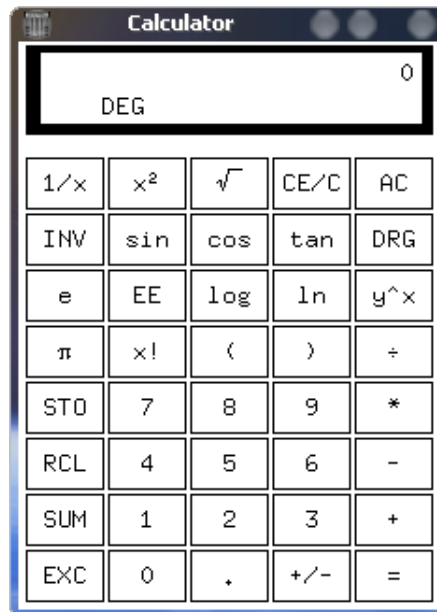 Calculator
0
DEG
1/x x² √ CE/C AC
INV sin cos tan DRG
e EE log ln y^x
π x! ( ) ÷
STO 7 8 9 *
RCL 4 5 6 -
SUM 1 2 3 +
EXC 0 . +/- =